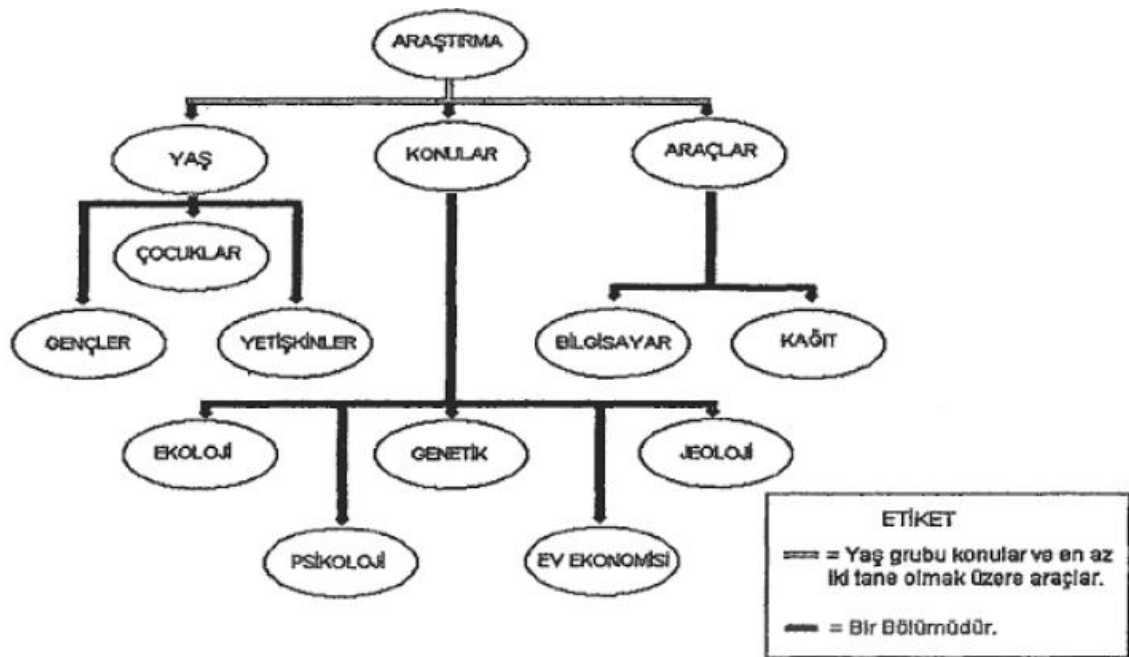 ARAŞTIRMA
YAŞ
KONULAR
ARAÇLAR
ÇOCUKLAR
GENÇLER
YETİŞKİNLER
BİLGİSAYAR
KAĞIT
EKOLOJİ
GENETİK
JEOLOJİ
PSİKOLOJİ
EV EKONOMİSİ
ETİKET
= Yaş grubu konular ve en az
iki tane olmak üzere araçlar.
= Bir Bölümüdür.